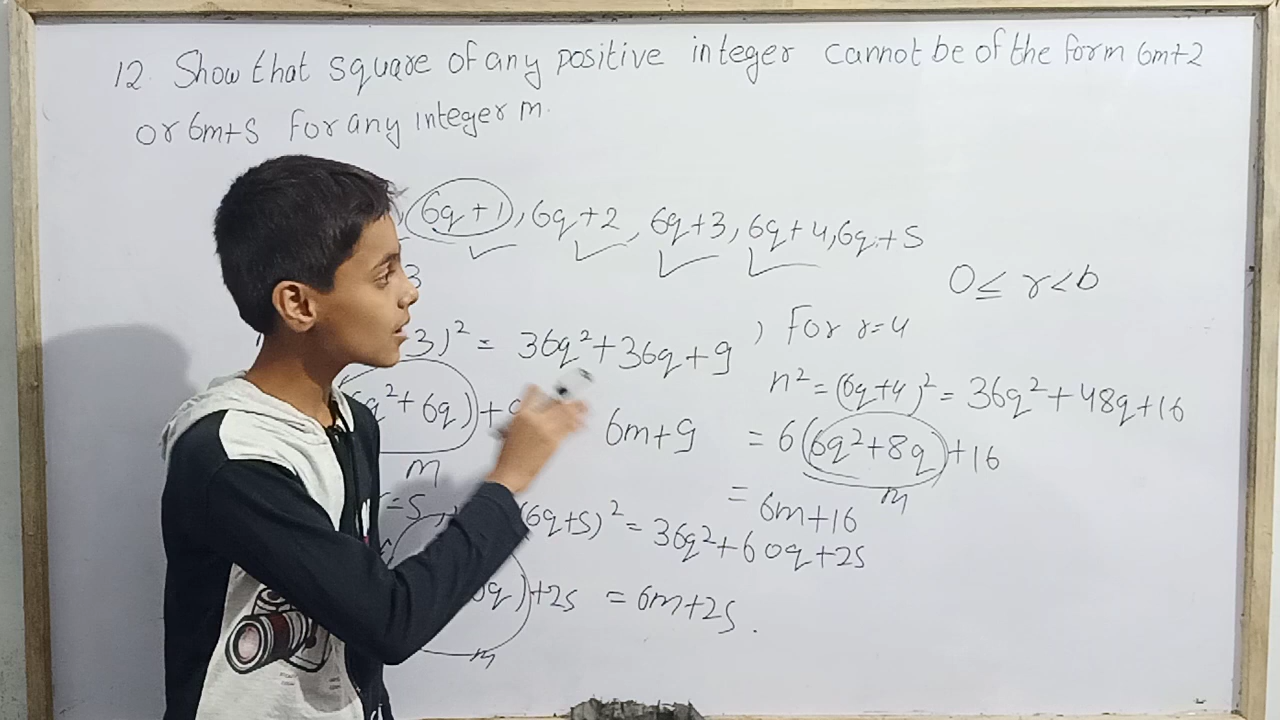 12. Show that square of any positive integer cannot be of the form 6m+2
or 6m+5 for any integer m.
, 6q+1, 6q+2, 6q+3, 6q+4, 6q+5
3
0≤ r<b
3)² = 36q²+36q+9 , For r=4
n² = (6q+4)² = 36q²+48q+16
q²+6q)+9 6m+9 = 6(6q²+8q)+16
m m
=5 = 6m+16
(6q+5)² = 36q²+60q+25
q)+25 = 6m+25.
m